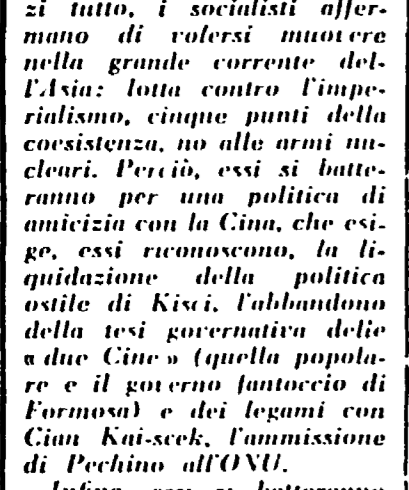 zi tutto, i socialisti affer-
mano di volersi muovere
nella grande corrente del-
l'Asia: lotta contro l'impe-
rialismo, cinque punti della
coesistenza, no alle armi nu-
cleari. Perciò, essi si batte-
ranno per una politica di
amicizia con la Cina, che esi-
ge, essi riconoscono, la li-
quidazione della politica
ostile di Kisci, l'abbandono
della tesi governativa delle
« due Cine » (quella popola-
re e il governo fantoccio di
Formosa) e dei legami con
Cian Kai-scek, l'ammissione
di Pechino all'ONU.
Infine, essi si batteranno